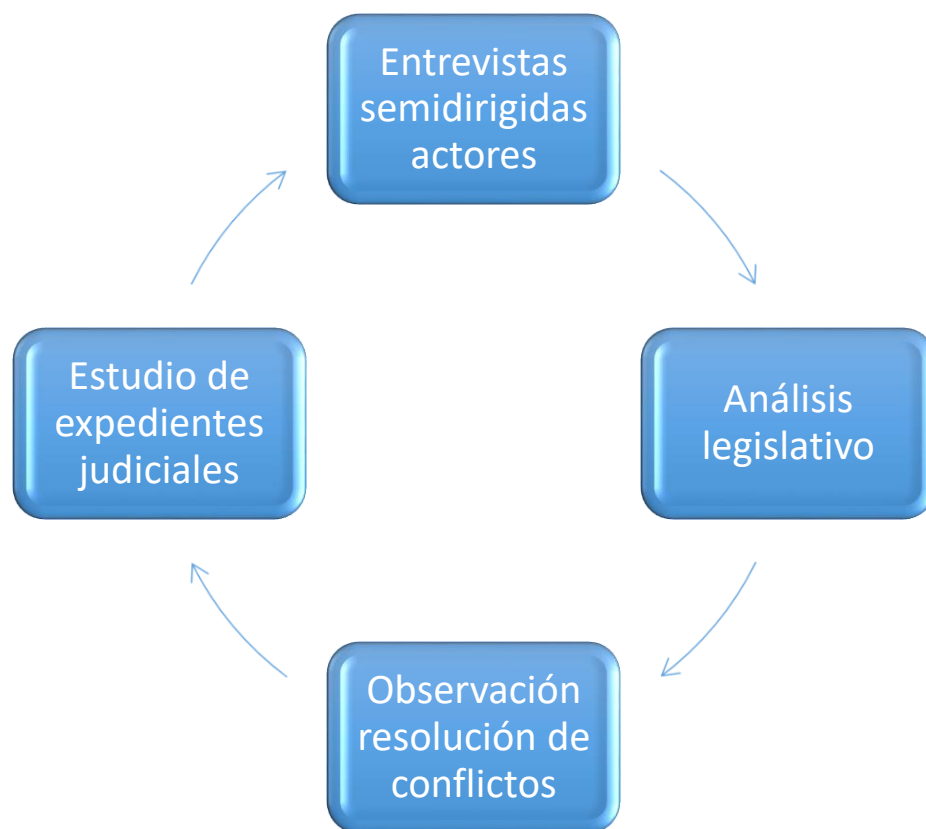 Entrevistas
semidirigidas
actores
Análisis
legislativo
Observación
resolución de
conflictos
Estudio de
expedientes
judiciales